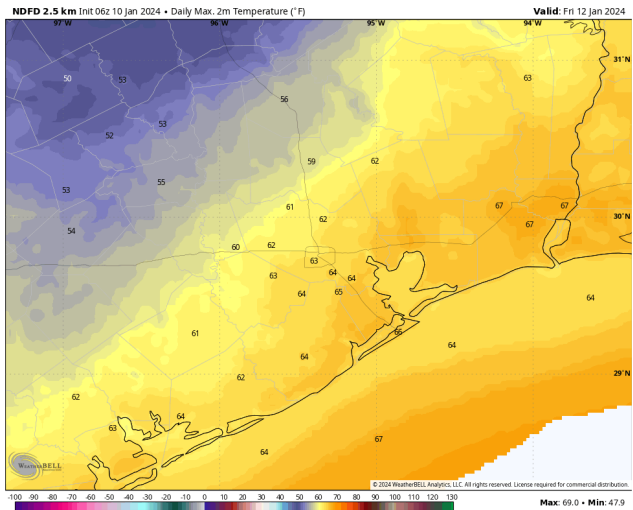 NDFD 2.5 km Init 06z 10 Jan 2024 • Daily Max. 2m Temperature (°F)
Valid: Fri 12 Jan 2024
97°W 96°W 95°W 94°W
31°N
50 53 63
56
53
52
59 62
55
53
61 67 67
62 30°N
67
54
60 62
63
63 64 64
64 65 64
66
61
64 64
29°N
62
62
64
63
67
64
WEATHERBELL
© 2024 WeatherBELL Analytics, LLC. All rights reserved. License required for commercial distribution.
-100 -90 -80 -70 -60 -50 -40 -30 -20 -10 0 10 20 30 40 50 60 70 80 90 100 110 120 130
Max: 69.0 • Min: 47.9